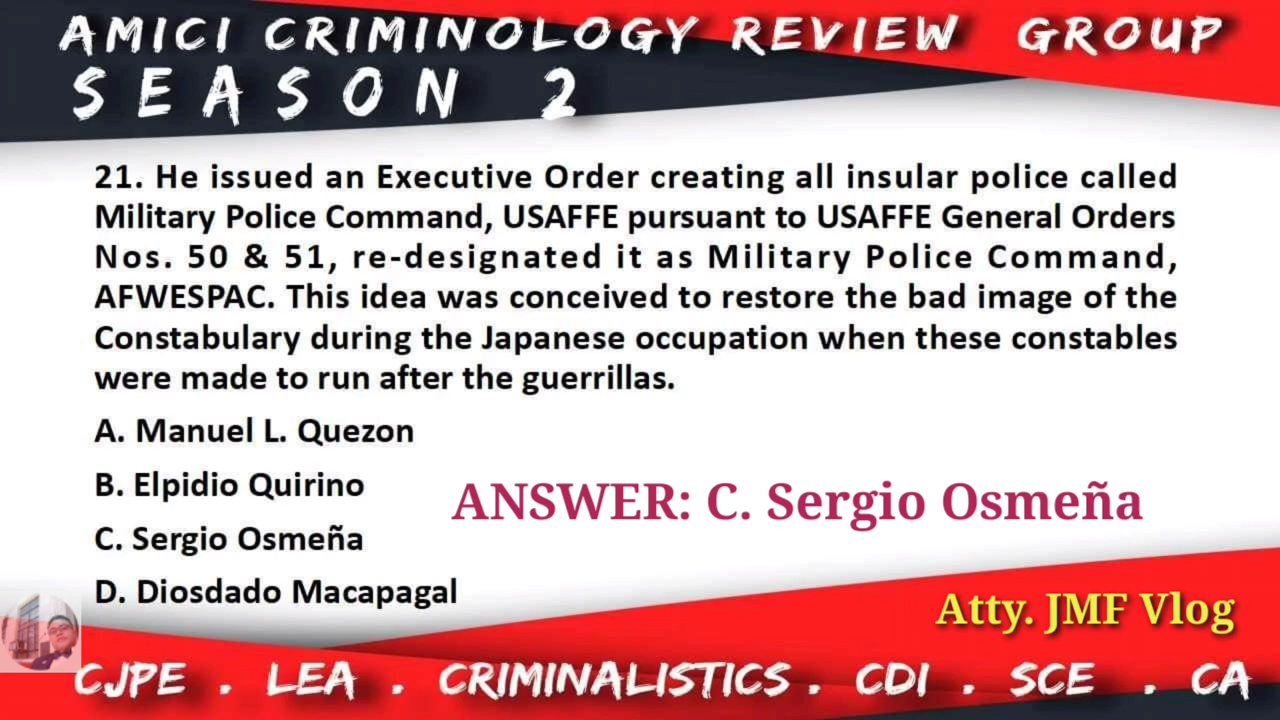 AMICI CRIMINOLOGY REVIEW GROUP
SEASON 2
21. He issued an Executive Order creating all insular police called
Military Police Command, USAFFE pursuant to USAFFE General Orders
Nos. 50 & 51, re-designated it as Military Police Command,
AFWESPAC. This idea was conceived to restore the bad image of the
Constabulary during the Japanese occupation when these constables
were made to run after the guerrillas.
A. Manuel L. Quezon
B. Elpidio Quirino
ANSWER: C. Sergio Osmeña
C. Sergio Osmeña
D. Diosdado Macapagal
Atty. JMF Vlog
CJPE . LEA . CRIMINALISTICS . CDI . SCE . CA